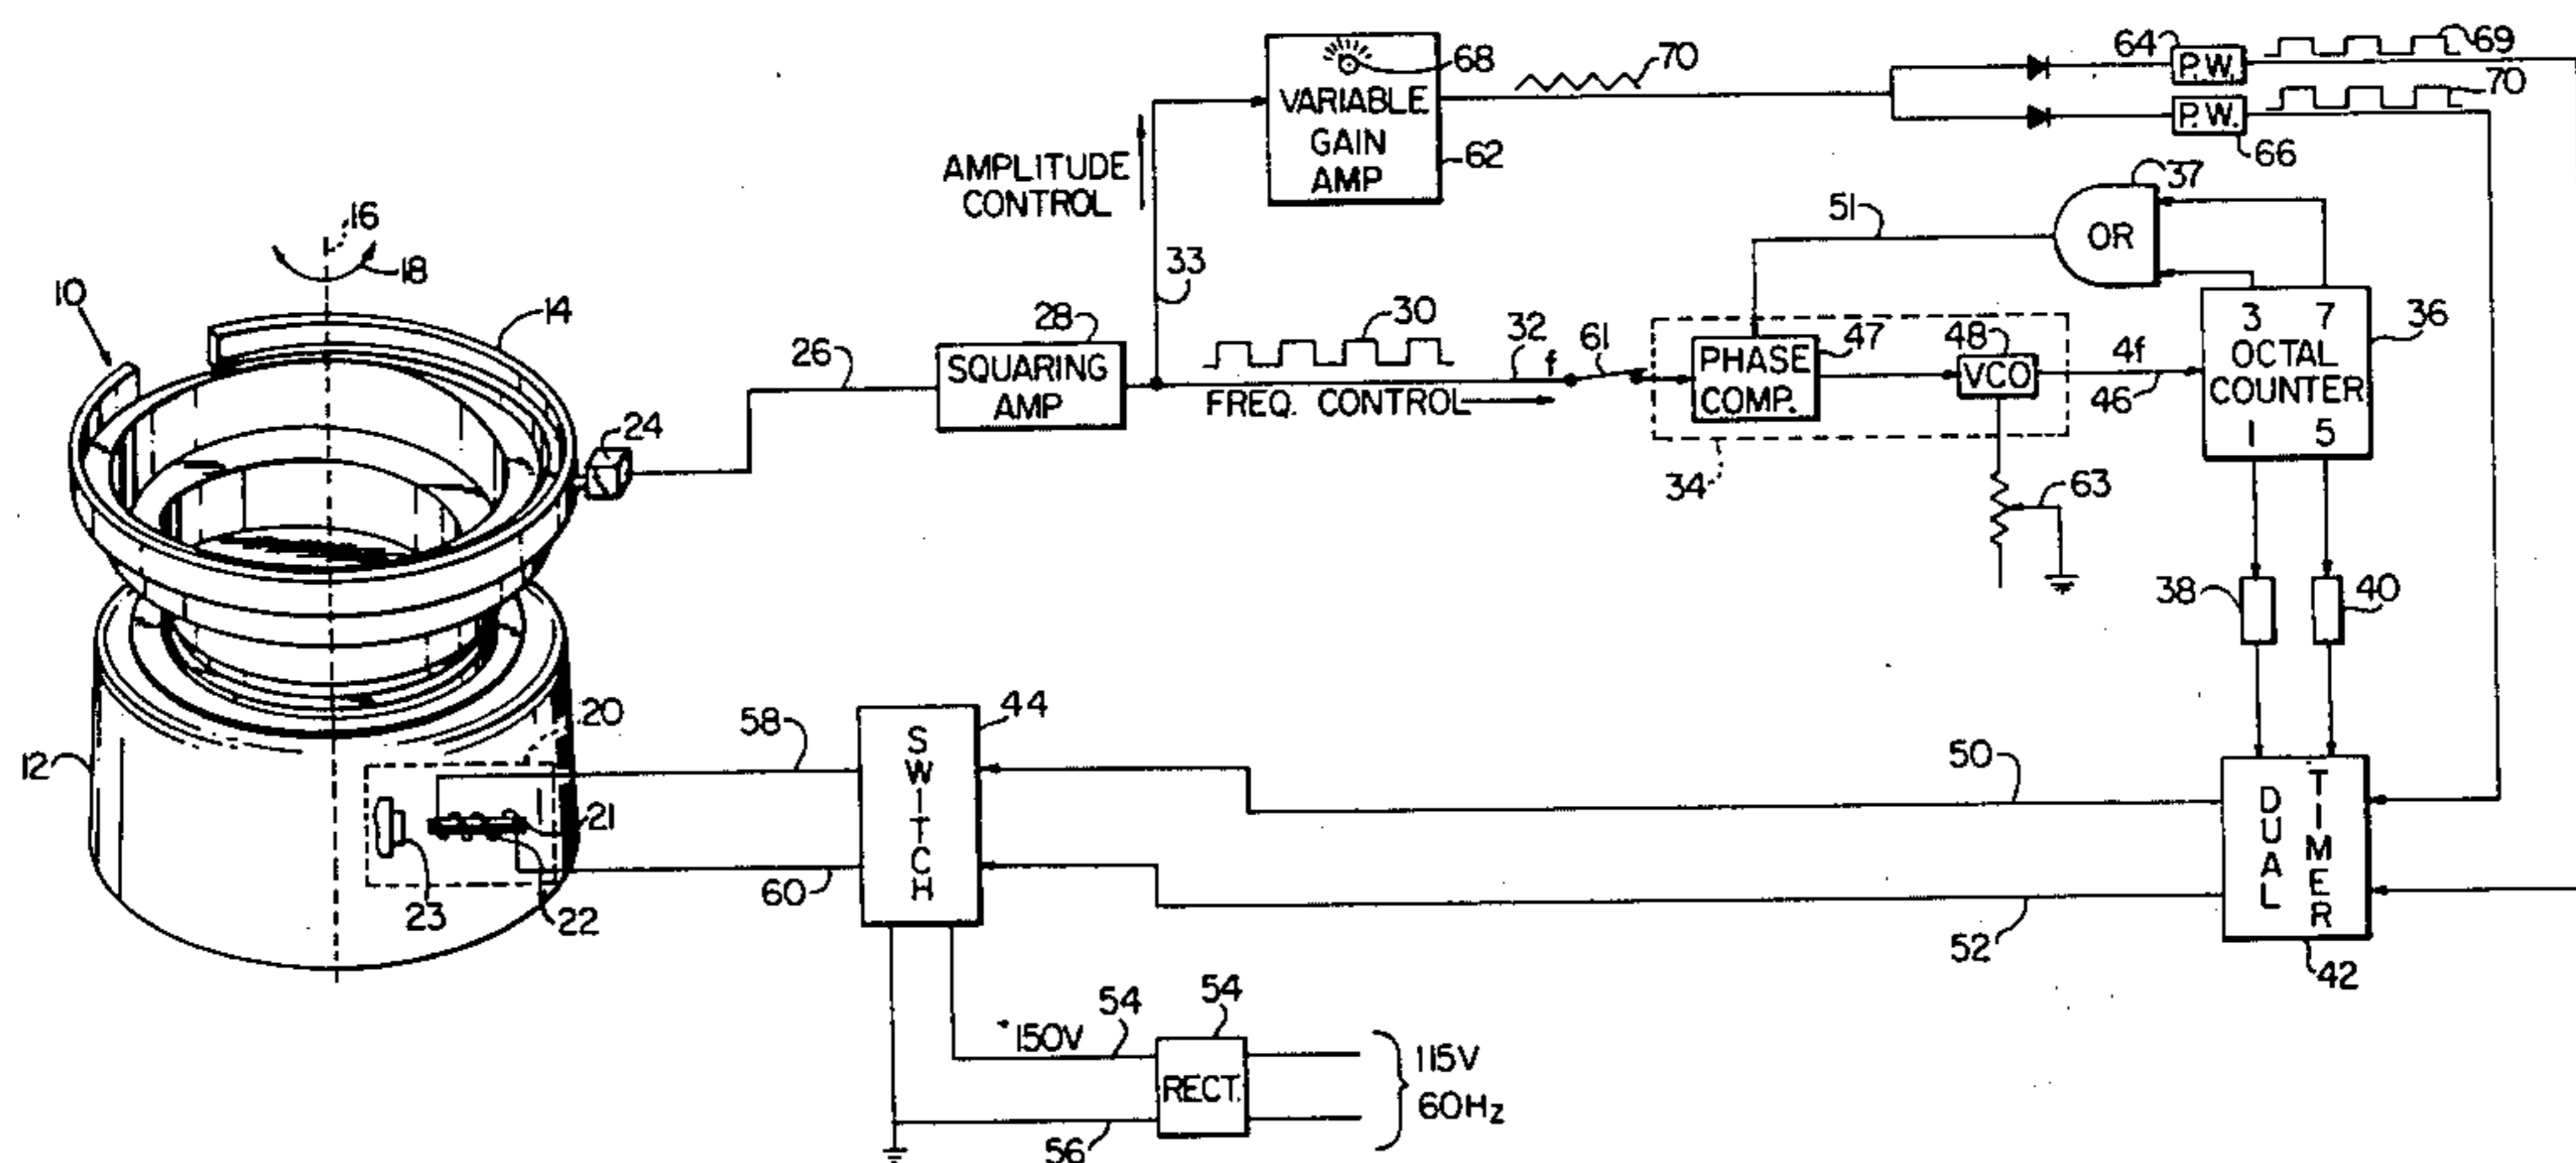 68
VARIABLE
GAIN
AMP
62
70
64
P.W.
69
P.W.
70
66
AMPLITUDE
CONTROL
33
51
37
OR
16
18
10
14
24
26
28
SQUARING
AMP
30
32
f
61
FREQ. CONTROL
PHASE
COMP.
47
48
VCO
34
63
4f
46
3 7
OCTAL
COUNTER
1 5
36
38
40
12
20
21
22
23
58
60
44
SWITCH
50
52
DUAL
TIMER
42
150V
54
54
RECT.
56
115V
60Hz